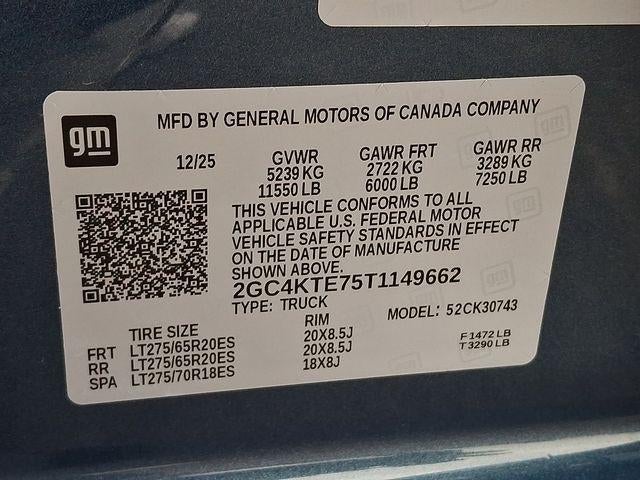 gm
MFD BY GENERAL MOTORS OF CANADA COMPANY
12/25 GVWR GAWR FRT GAWR RR
5239 KG 2722 KG 3289 KG
11550 LB 6000 LB 7250 LB
THIS VEHICLE CONFORMS TO ALL
APPLICABLE U.S. FEDERAL MOTOR
VEHICLE SAFETY STANDARDS IN EFFECT
ON THE DATE OF MANUFACTURE
SHOWN ABOVE.
2GC4KTE75T1149662
TYPE: TRUCK MODEL: 52CK30743
TIRE SIZE RIM
FRT LT275/65R20ES 20X8.5J F 1472 LB
RR LT275/65R20ES 20X8.5J T 3290 LB
SPA LT275/70R18ES 18X8J